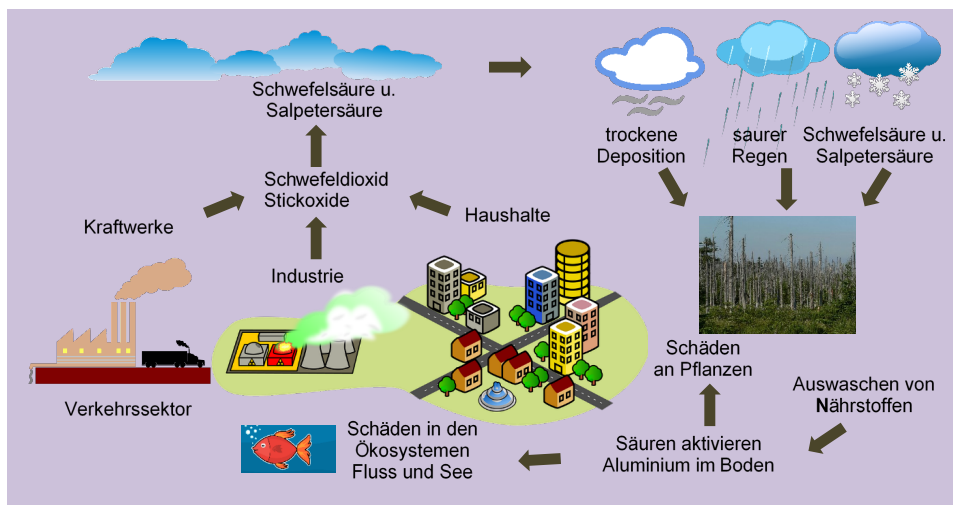 Schwefelsäure u.
Salpetersäure
trockene
Deposition
saurer
Regen
Schwefelsäure u.
Salpetersäure
Schwefeldioxid
Stickoxide
Kraftwerke
Haushalte
Industrie
Verkehrssektor
Schäden
an Pflanzen
Auswaschen von
Nährstoffen
Säuren aktivieren
Aluminium im Boden
Schäden in den
Ökosystemen
Fluss und See